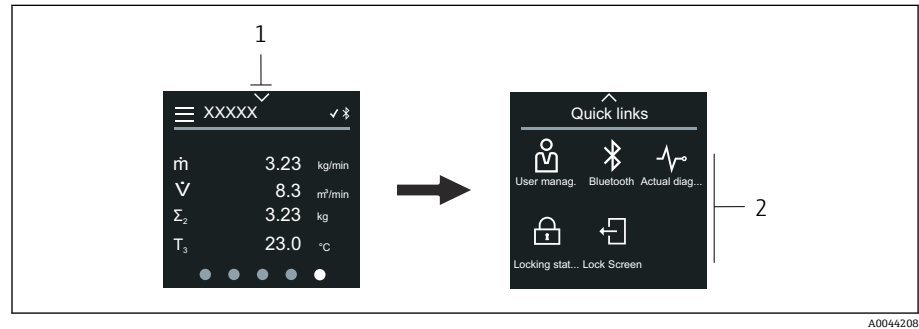 1
XXXXX
ṁ 3.23 kg/min
V̇ 8.3 m³/min
Σ₂ 3.23 kg
T₃ 23.0 °C
Quick links
User manag. Bluetooth Actual diag...
Locking stat... Lock Screen
2
A0044208